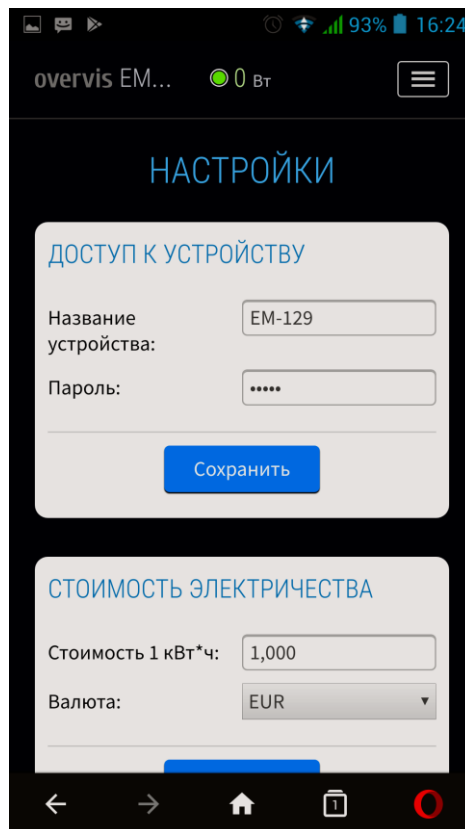 93% 16:24
overvis EM... 0 Вт
НАСТРОЙКИ
ДОСТУП К УСТРОЙСТВУ
Название
устройства:
EM-129
Пароль: •••••
Сохранить
СТОИМОСТЬ ЭЛЕКТРИЧЕСТВА
Стоимость 1 кВт*ч: 1,000
Валюта: EUR
1